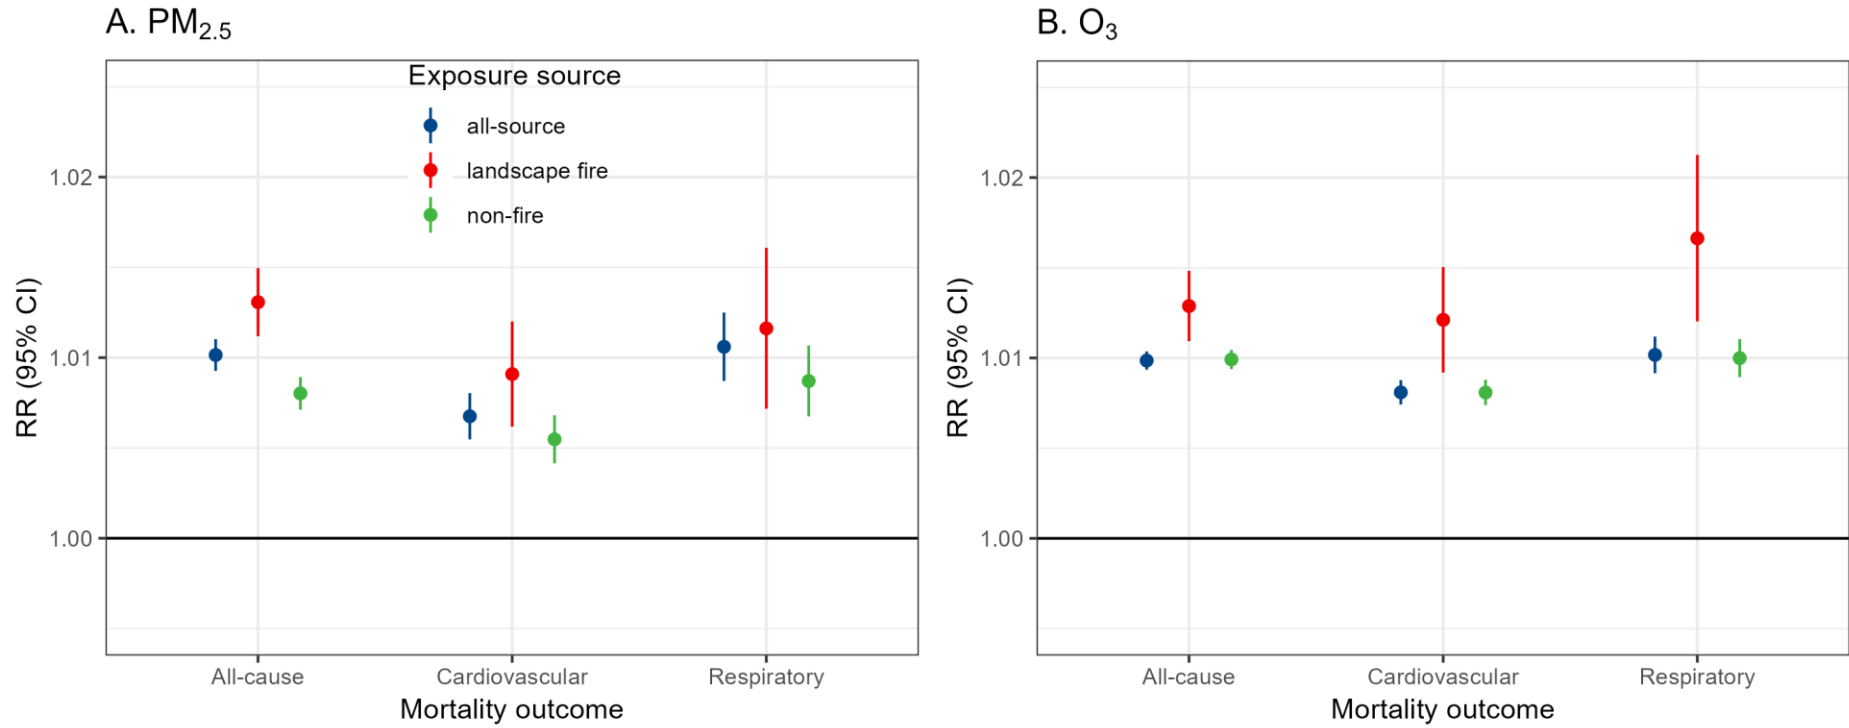 A. PM2.5
Exposure source
all-source
landscape fire
non-fire
1.02
1.01
1.00
RR (95% CI)
All-cause Cardiovascular Respiratory
Mortality outcome
B. O3
1.02
1.01
1.00
RR (95% CI)
All-cause Cardiovascular Respiratory
Mortality outcome